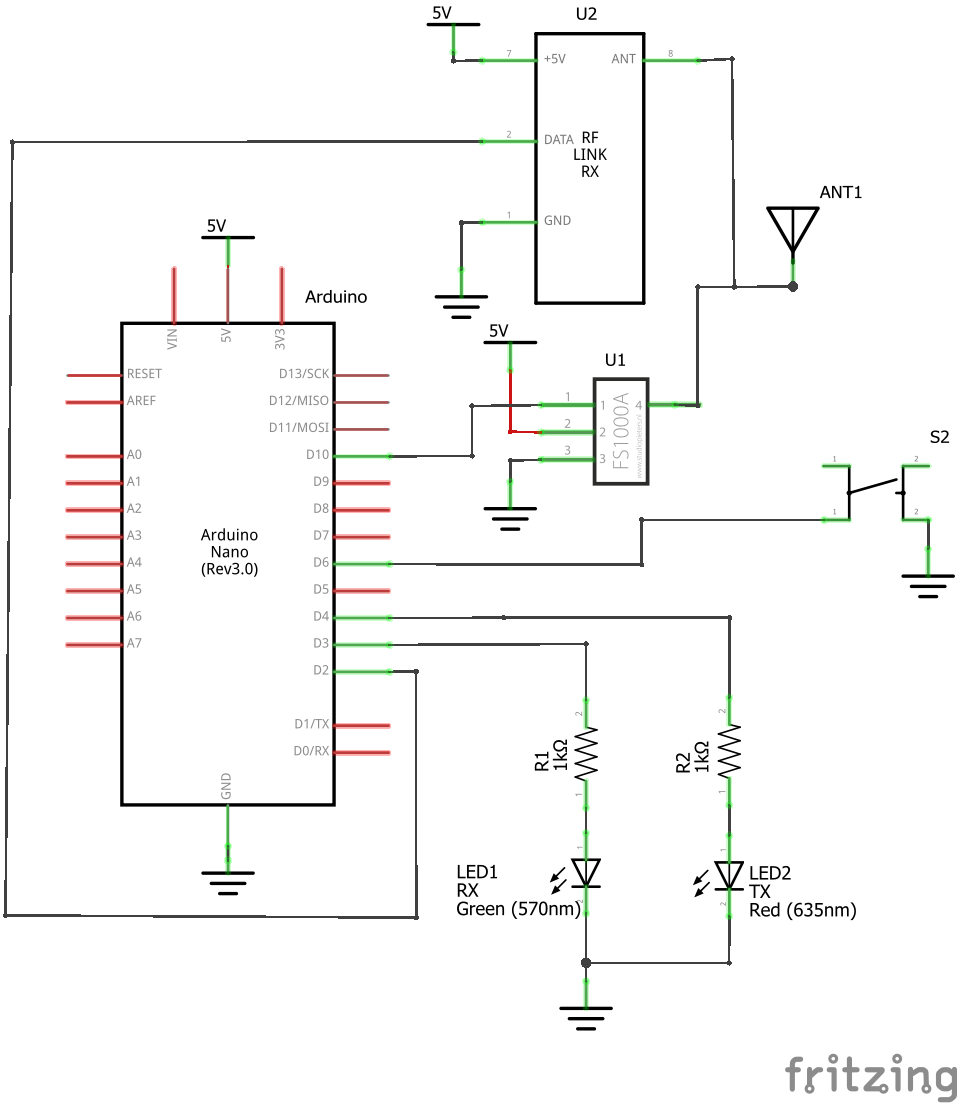 5V
U2
7
+5V
ANT
8
2
DATA
RF
LINK
RX
1
GND
ANT1
5V
Arduino
VIN
5V
3V3
5V
U1
RESET
AREF
A0
A1
A2
A3
A4
A5
A6
A7
Arduino
Nano
(Rev3.0)
D13/SCK
D12/MISO
D11/MOSI
D10
D9
D8
D7
D6
D5
D4
D3
D2
D1/TX
D0/RX
GND
1
2
3
1
2
3
4
FS1000A
S2
1
2
1
2
2
R1
1kΩ
1
2
R2
1kΩ
1
LED1
RX
Green (570nm)
1
2
LED2
TX
Red (635nm)
1
2
fritzing